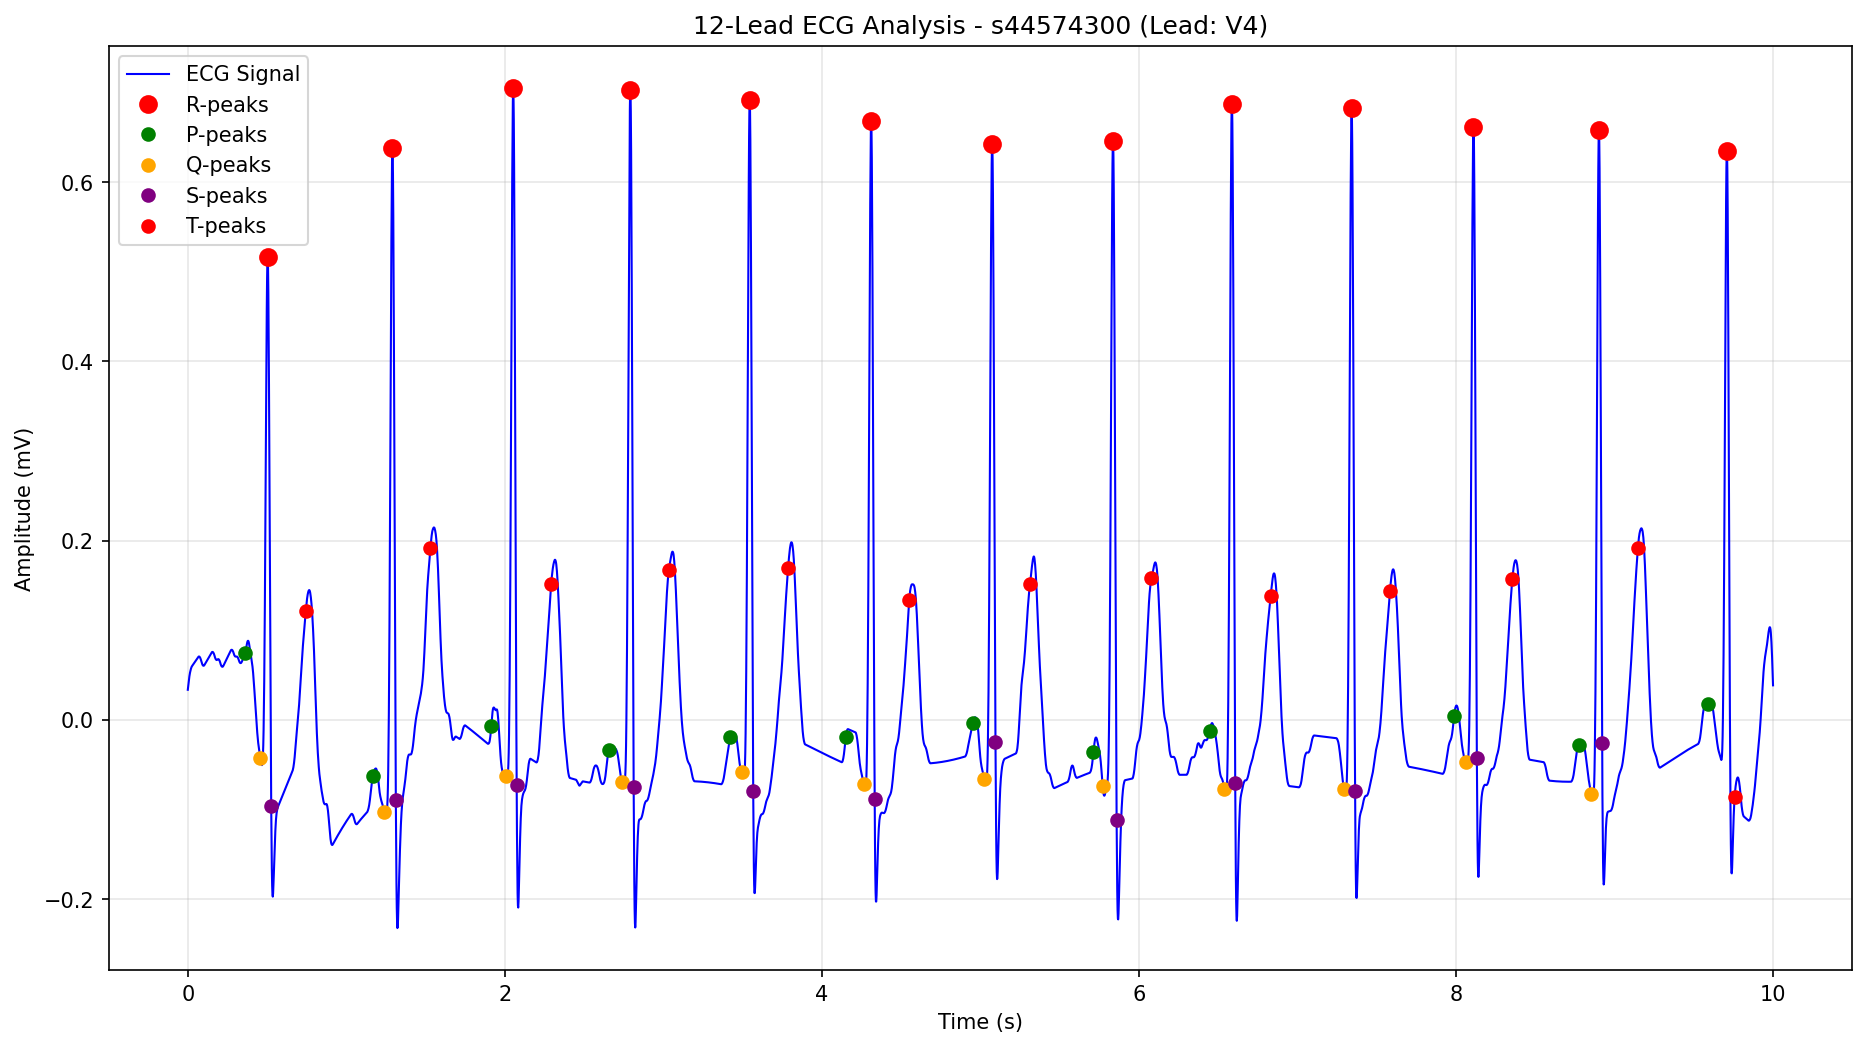 12-Lead ECG Analysis - s44574300 (Lead: V4)
ECG Signal
R-peaks
P-peaks
Q-peaks
S-peaks
T-peaks
0.6
0.4
0.2
0.0
−0.2
Amplitude (mV)
0 2 4 6 8 10
Time (s)